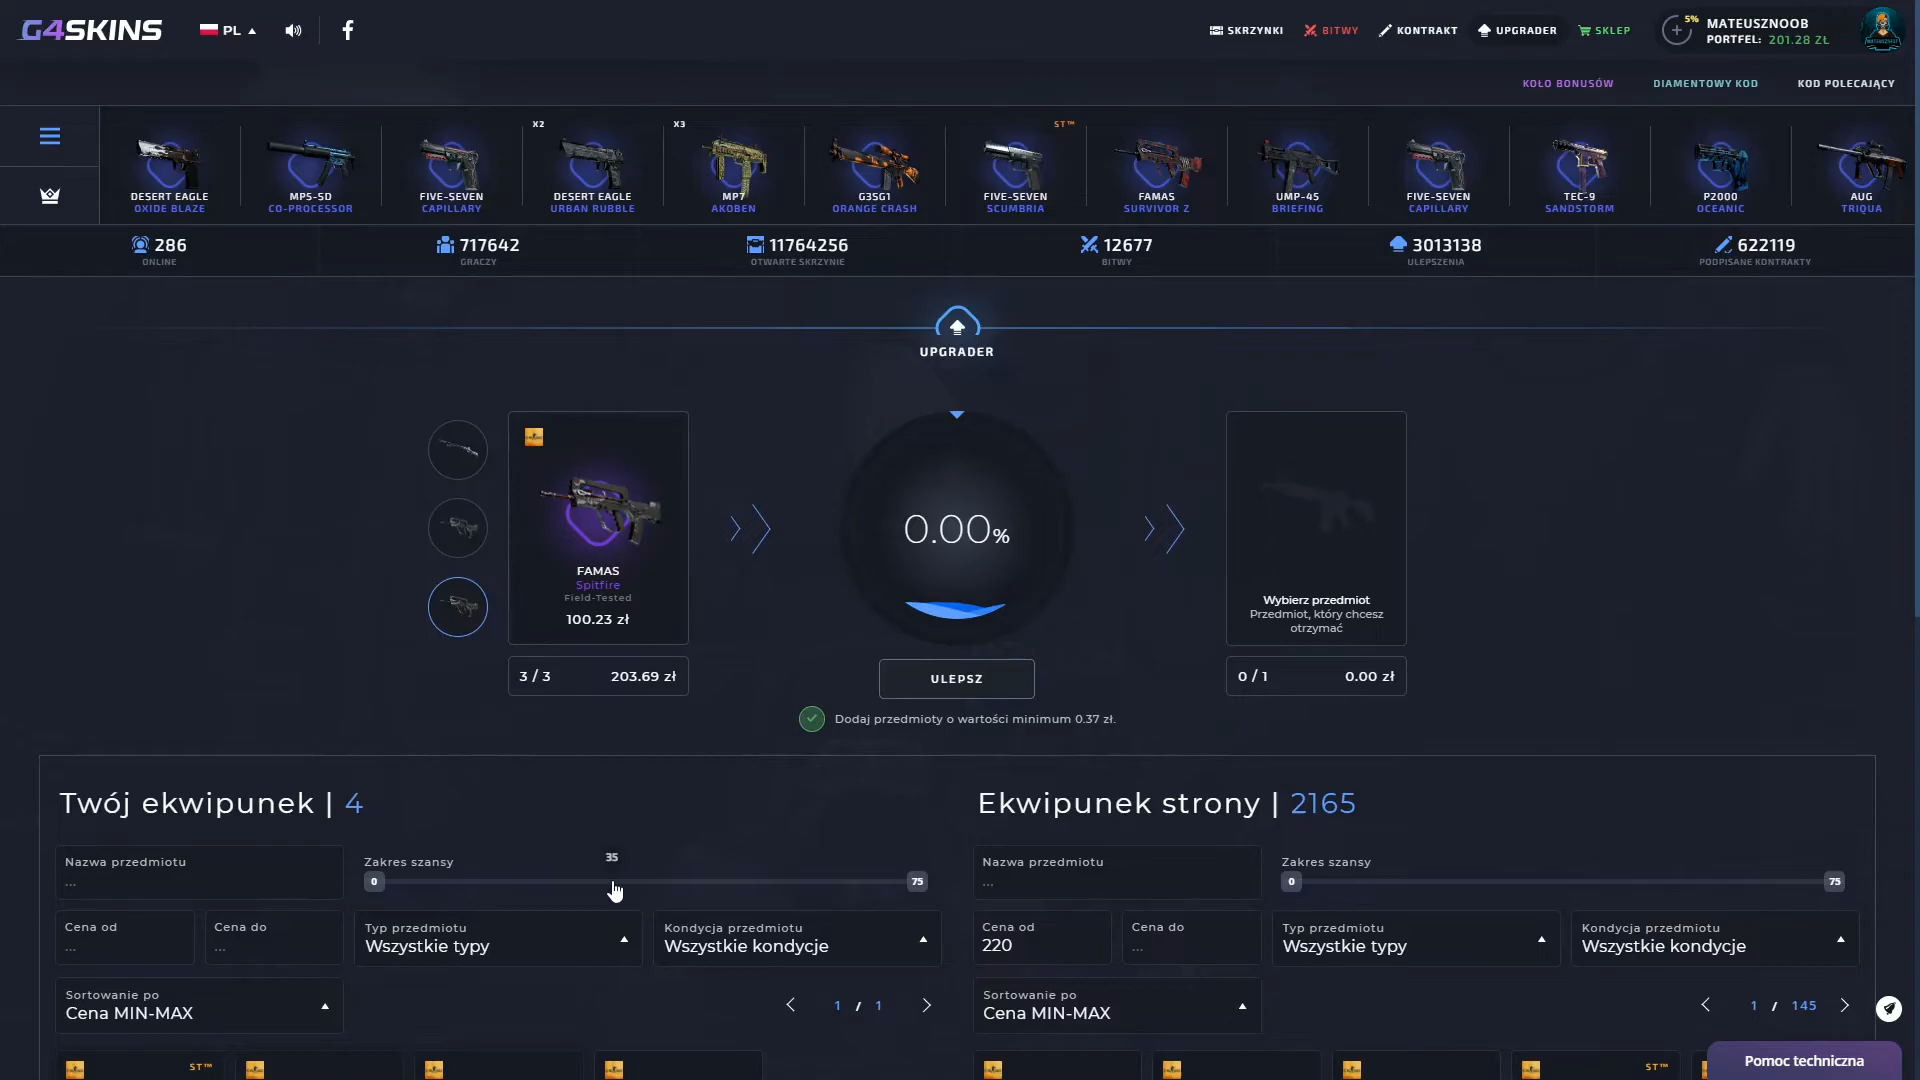 G4SKINS
PL
SKRZYNKI
BITWY
KONTRAKT
UPGRADER
SKLEP
5%
MATEUSZNOOB
PORTFEL: 201.28 ZŁ
KOŁO BONUSÓW
DIAMENTOWY KOD
KOD POLECAJĄCY
DESERT EAGLE
OXIDE BLAZE
MP5-SD
CO-PROCESSOR
FIVE-SEVEN
CAPILLARY
X2
DESERT EAGLE
URBAN RUBBLE
X3
MP7
AKOBEN
G3SG1
ORANGE CRASH
ST™
FIVE-SEVEN
SCUMBRIA
FAMAS
SURVIVOR Z
UMP-45
BRIEFING
FIVE-SEVEN
CAPILLARY
TEC-9
SANDSTORM
P2000
OCEANIC
AUG
TRIQUA
286
ONLINE
717642
GRACZY
11764256
OTWARTE SKRZYNIE
12677
BITWY
3013138
ULEPSZENIA
622119
PODPISANE KONTRAKTY
UPGRADER
FAMAS
Spitfire
Field-Tested
100.23 zł
3 / 3 203.69 zł
0.00%
ULEPSZ
Dodaj przedmioty o wartości minimum 0.37 zł.
Wybierz przedmiot
Przedmiot, który chcesz
otrzymać
0 / 1 0.00 zł
Twój ekwipunek | 4
Nazwa przedmiotu
...
Zakres szansy
35
0
75
Cena od
...
Cena do
...
Typ przedmiotu
Wszystkie typy
Kondycja przedmiotu
Wszystkie kondycje
Sortowanie po
Cena MIN-MAX
1 / 1
ST™
Ekwipunek strony | 2165
Nazwa przedmiotu
...
Zakres szansy
0
75
Cena od
220
Cena do
...
Typ przedmiotu
Wszystkie typy
Kondycja przedmiotu
Wszystkie kondycje
Sortowanie po
Cena MIN-MAX
1 / 145
ST™
Pomoc techniczna